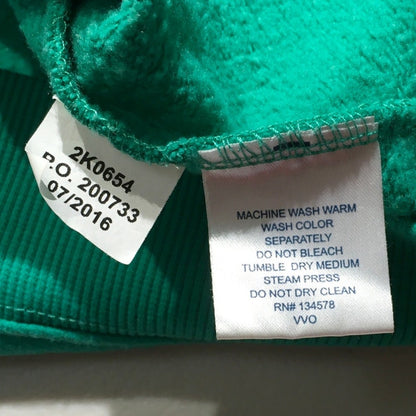 2K0654
P.O. 200733
07/2016
MACHINE WASH WARM
WASH COLOR
SEPARATELY
DO NOT BLEACH
TUMBLE DRY MEDIUM
STEAM PRESS
DO NOT DRY CLEAN
RN# 134578
VVO